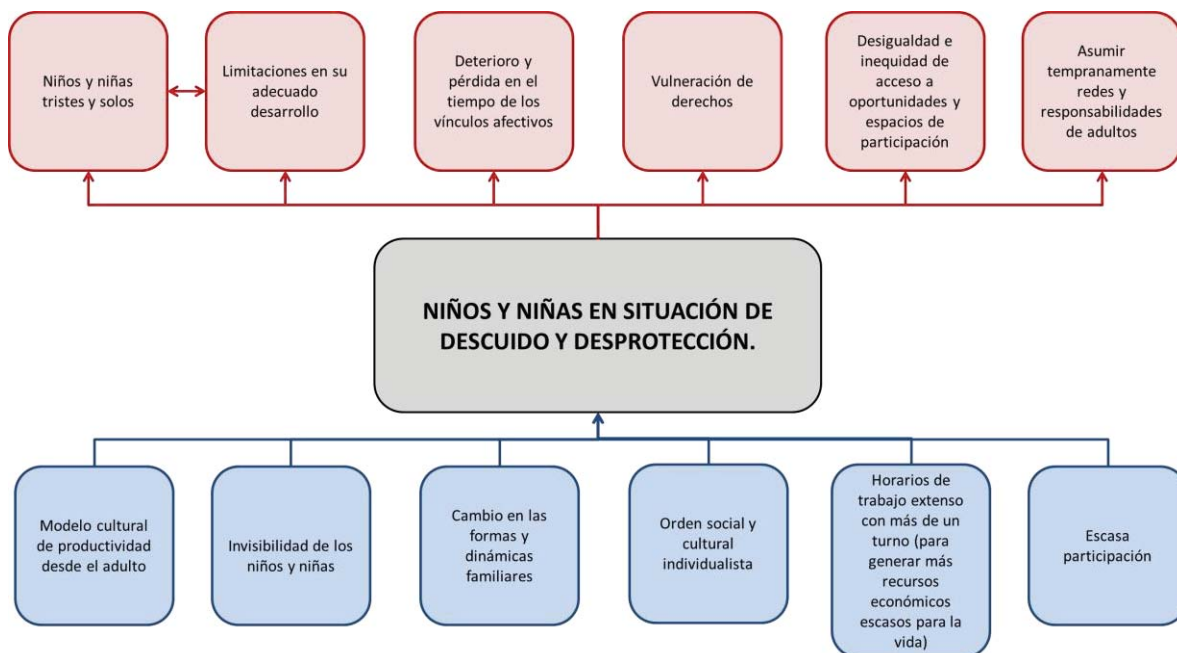 Niños y niñas
tristes y solos
Limitaciones en su
adecuado
desarrollo
Deterioro y
pérdida en el
tiempo de los
vínculos afectivos
Vulneración de
derechos
Desigualdad e
inequidad de
acceso a
oportunidades y
espacios de
participación
Asumir
tempranamente
redes y
responsabilidades
de adultos
NIÑOS Y NIÑAS EN SITUACIÓN DE
DESCUIDO Y DESPROTECCIÓN.
Modelo cultural
de productividad
desde el adulto
Invisibilidad de los
niños y niñas
Cambio en las
formas y
dinámicas
familiares
Orden social y
cultural
individualista
Horarios de
trabajo extenso
con más de un
turno (para
generar más
recursos
económicos
escasos para la
vida)
Escasa
participación